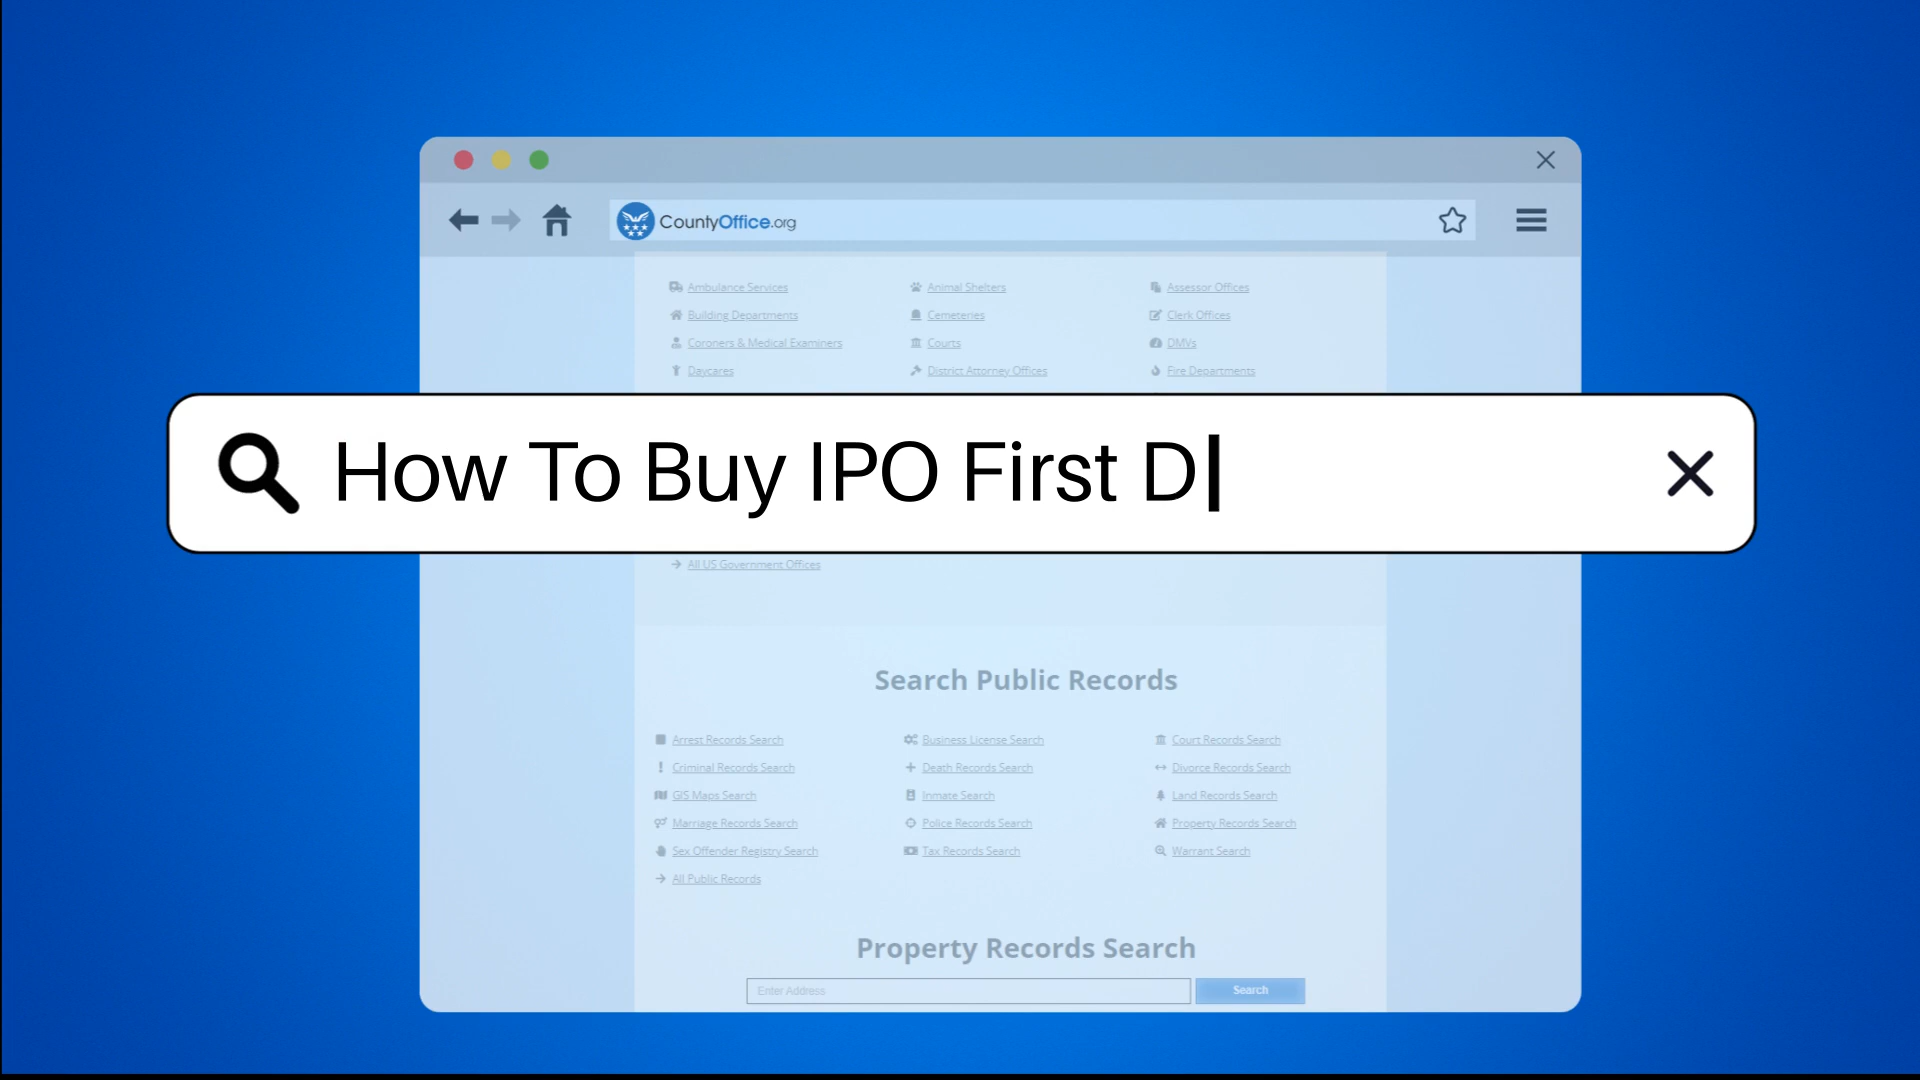 CountyOffice.org
Ambulance Services Animal Shelters Assessor Offices
Building Departments Cemeteries Clerk Offices
Coroners & Medical Examiners Courts DMVs
Daycares District Attorney Offices Fire Departments
How To Buy IPO First D
All US Government Offices
Search Public Records
Arrest Records Search Business License Search Court Records Search
Criminal Records Search Death Records Search Divorce Records Search
GIS Maps Search Inmate Search Land Records Search
Marriage Records Search Police Records Search Property Records Search
Sex Offender Registry Search Tax Records Search Warrant Search
All Public Records
Property Records Search
Enter Address Search